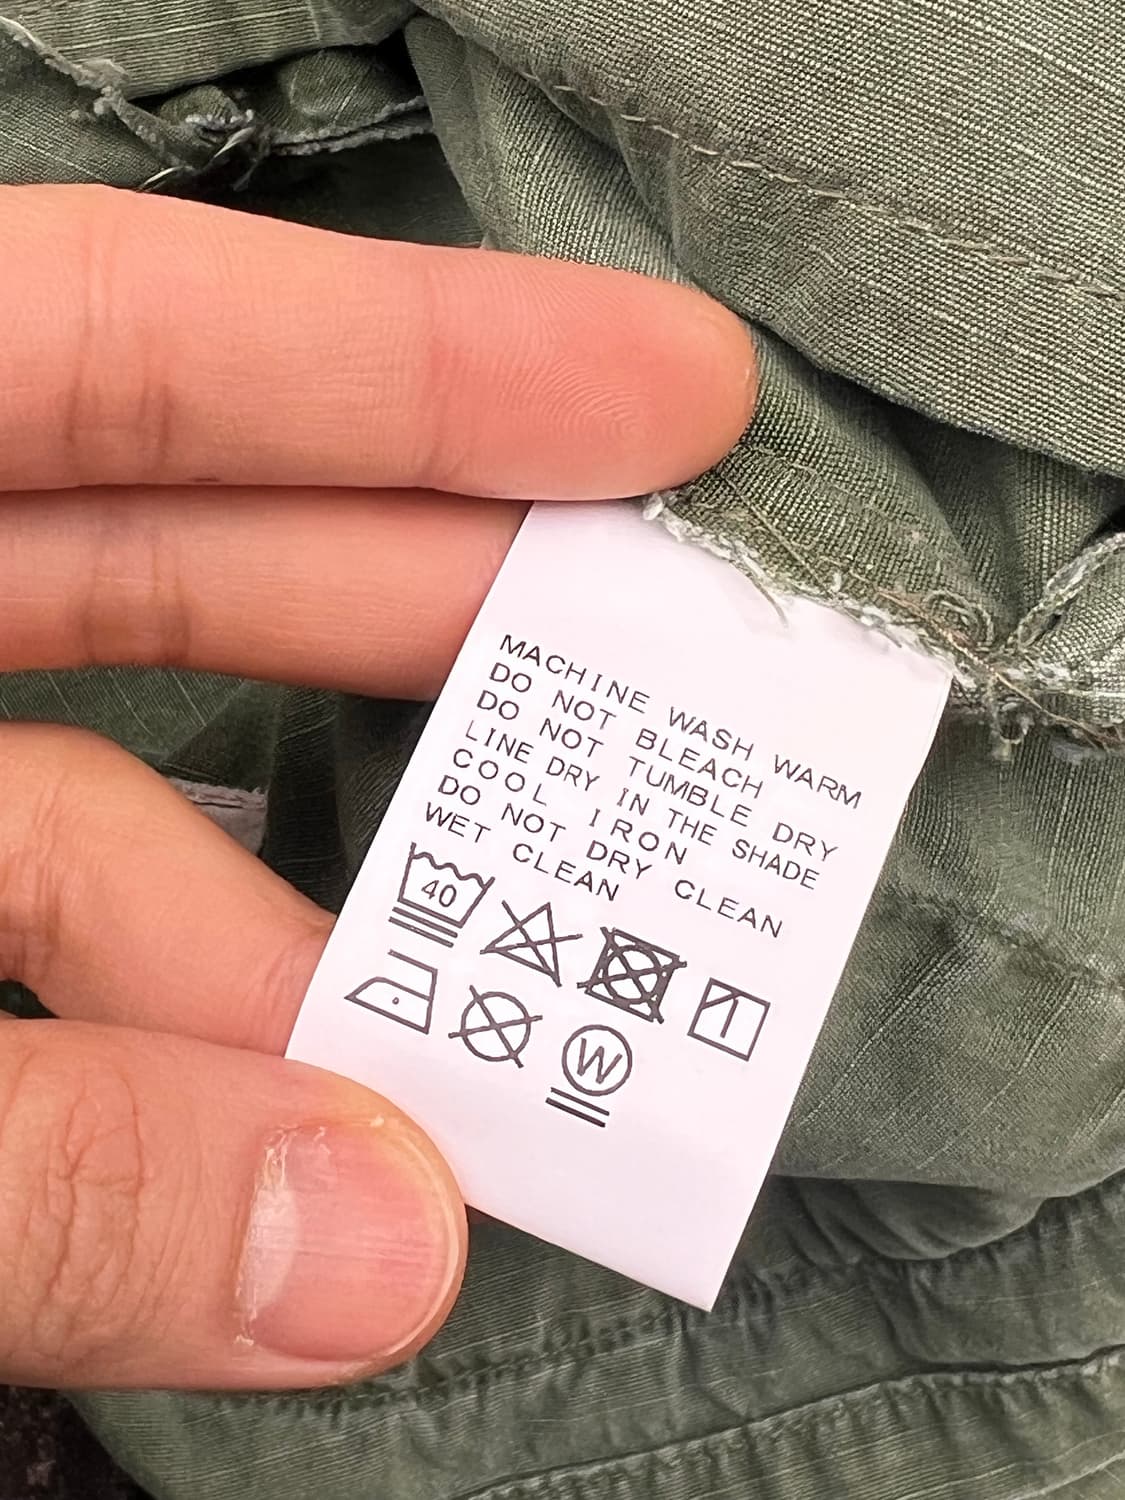 MACHINE WASH WARM
DO NOT BLEACH
DO NOT TUMBLE DRY
LINE DRY IN THE SHADE
COOL IRON
DO NOT DRY CLEAN
WET CLEAN
40
W